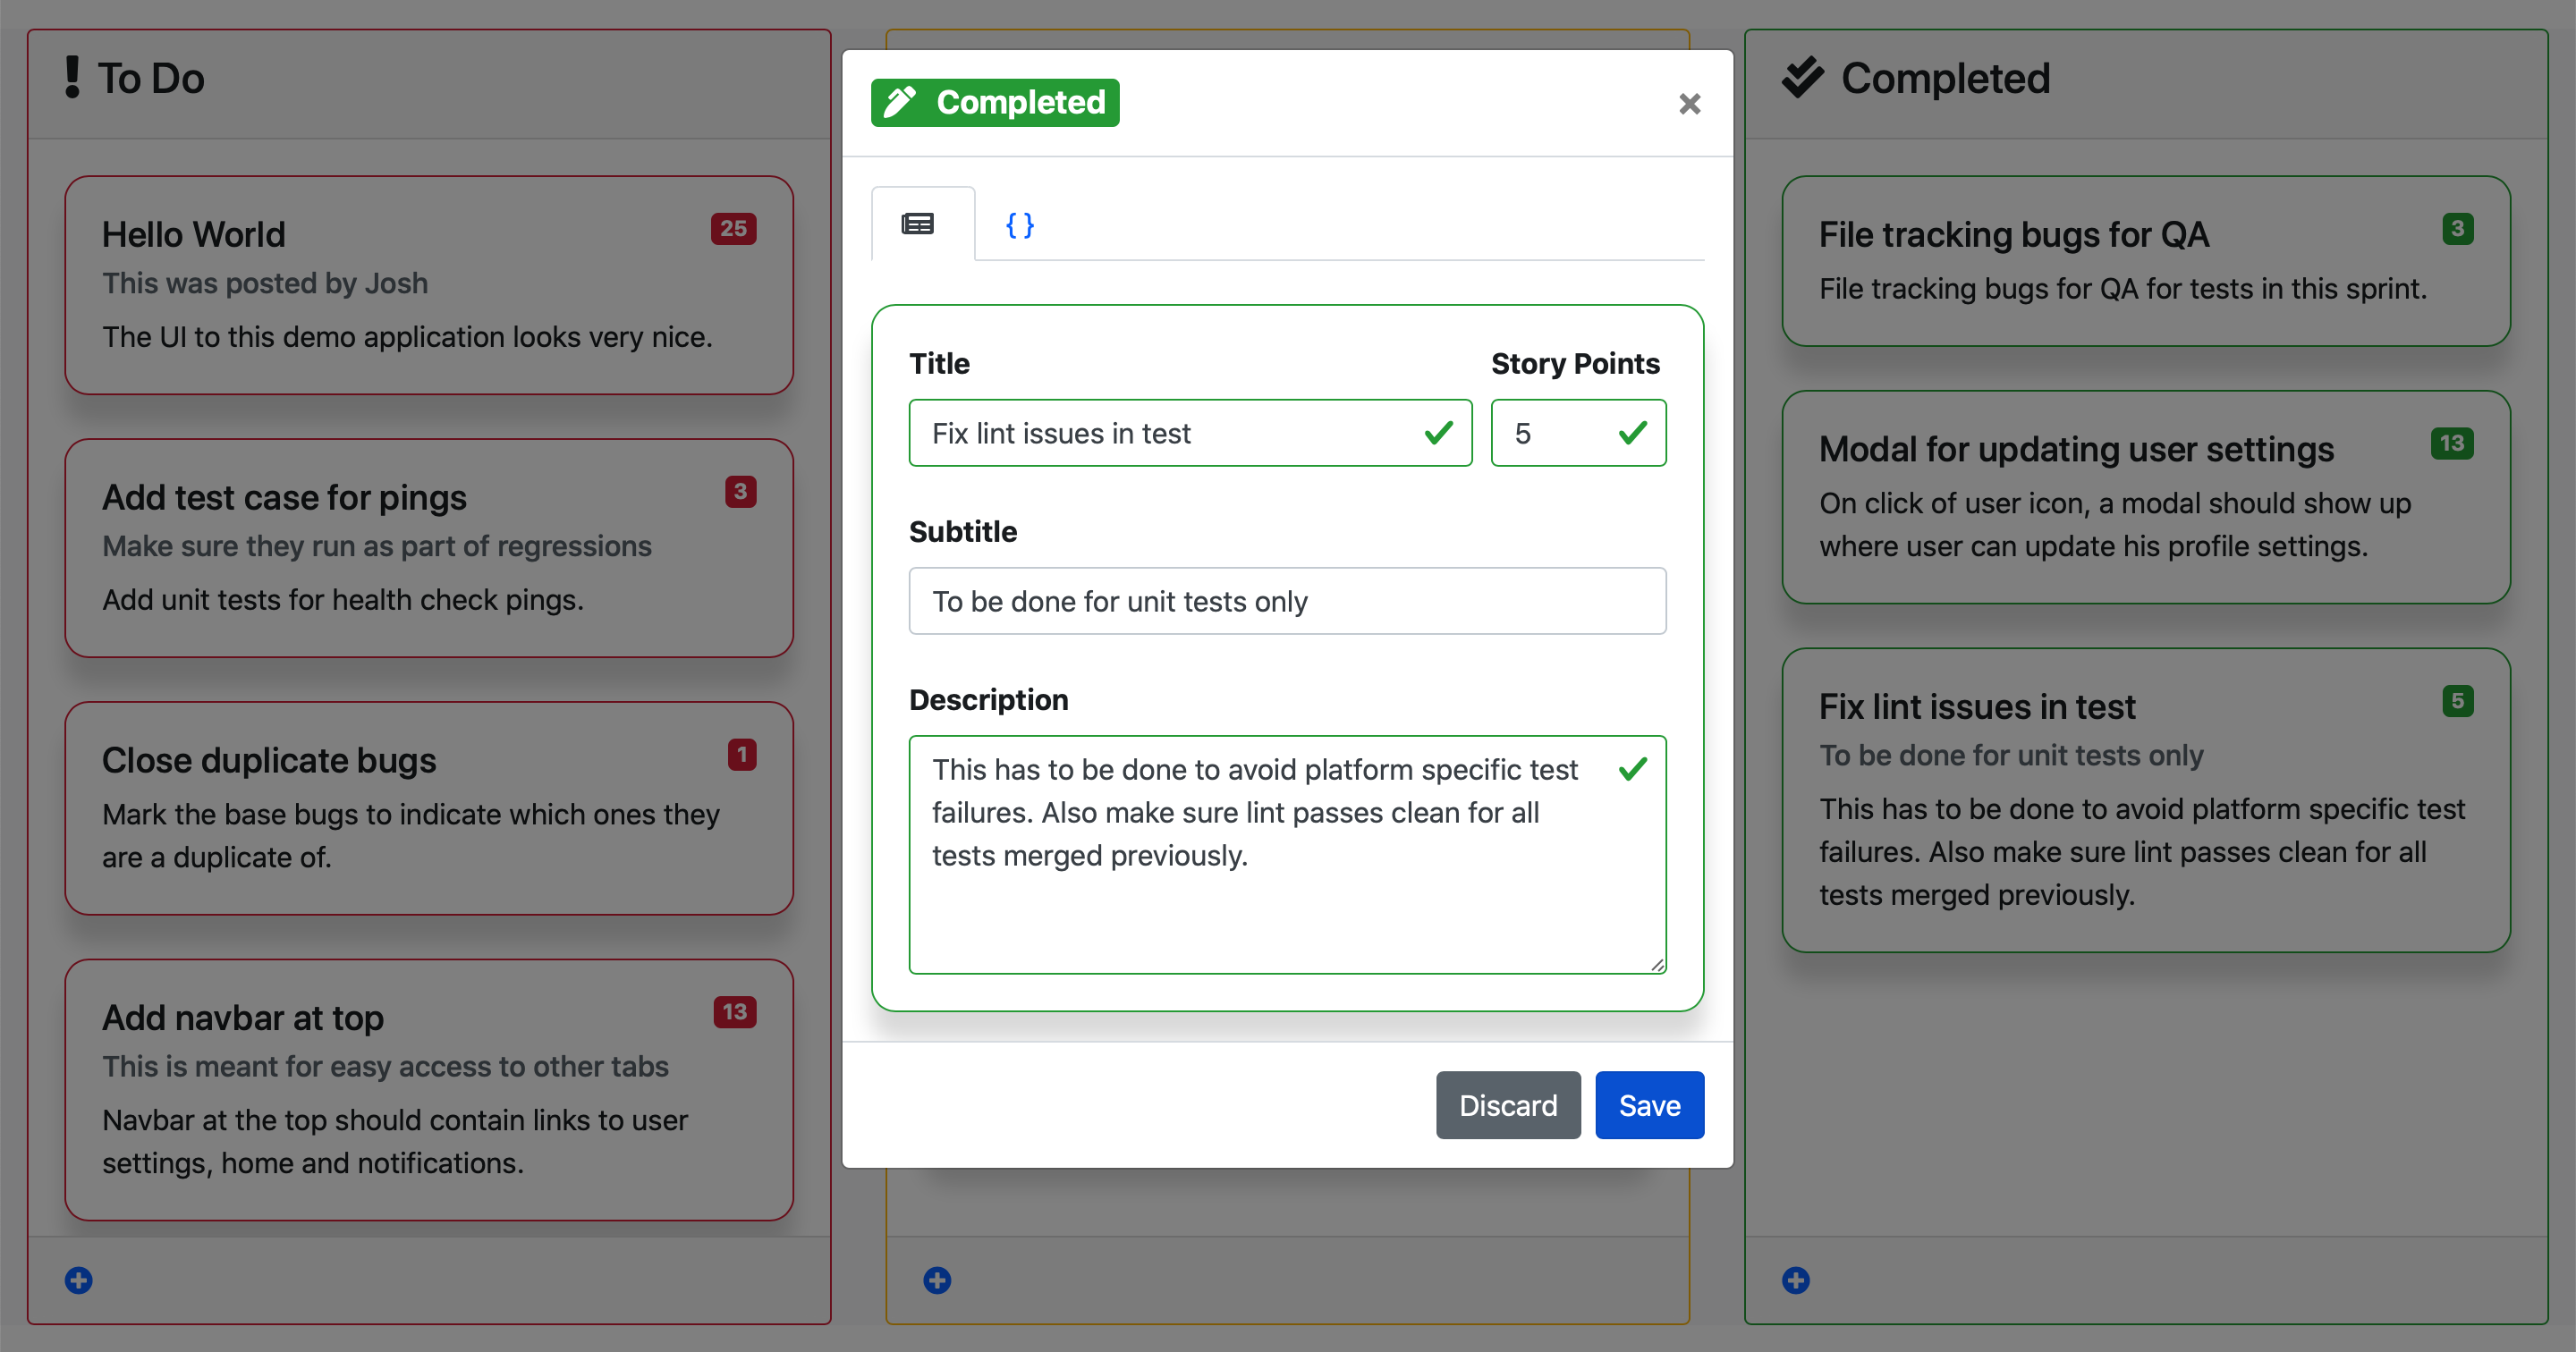 To Do
Hello World
25
This was posted by Josh
The UI to this demo application looks very nice.
Add test case for pings
3
Make sure they run as part of regressions
Add unit tests for health check pings.
Close duplicate bugs
1
Mark the base bugs to indicate which ones they
are a duplicate of.
Add navbar at top
13
This is meant for easy access to other tabs
Navbar at the top should contain links to user
settings, home and notifications.
Completed
{ }
Title
Story Points
Fix lint issues in test
5
Subtitle
To be done for unit tests only
Description
This has to be done to avoid platform specific test
failures. Also make sure lint passes clean for all
tests merged previously.
Discard
Save
Completed
File tracking bugs for QA
3
File tracking bugs for QA for tests in this sprint.
Modal for updating user settings
13
On click of user icon, a modal should show up
where user can update his profile settings.
Fix lint issues in test
5
To be done for unit tests only
This has to be done to avoid platform specific test
failures. Also make sure lint passes clean for all
tests merged previously.